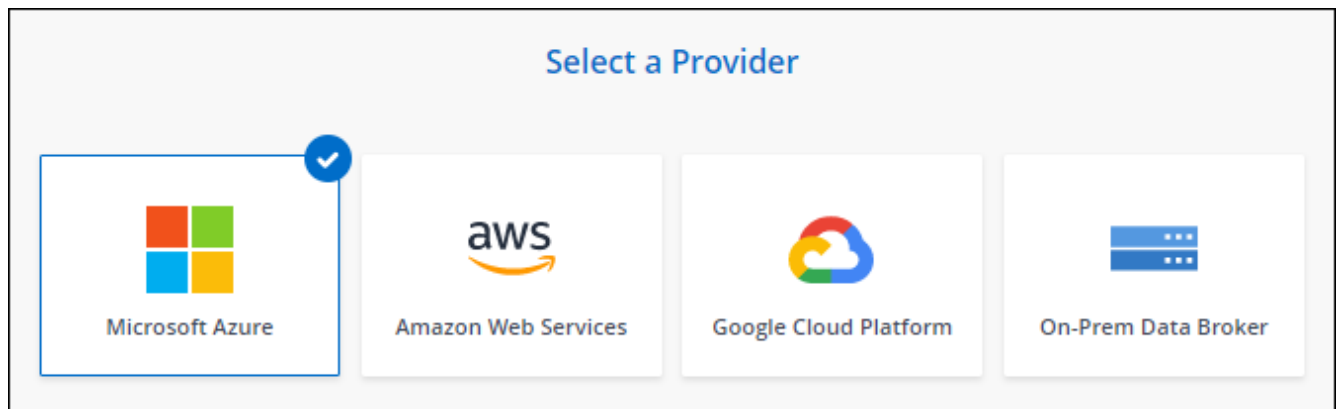 Select a Provider
aws
Microsoft Azure
Amazon Web Services
Google Cloud Platform
On-Prem Data Broker